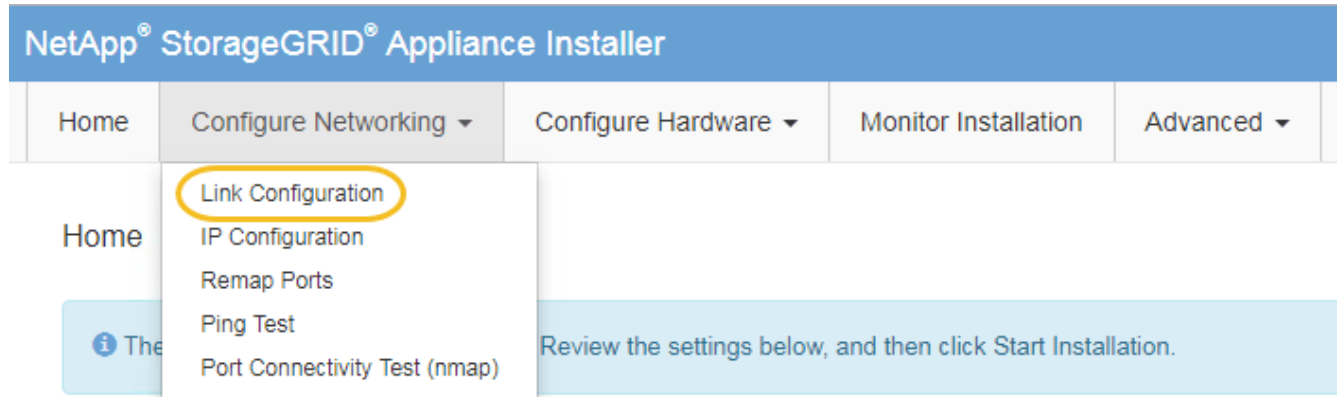 NetApp® StorageGRID® Appliance Installer
Home Configure Networking Configure Hardware Monitor Installation Advanced
Link Configuration
Home
IP Configuration
Remap Ports
Ping Test
The Review the settings below, and then click Start Installation.
Port Connectivity Test (nmap)